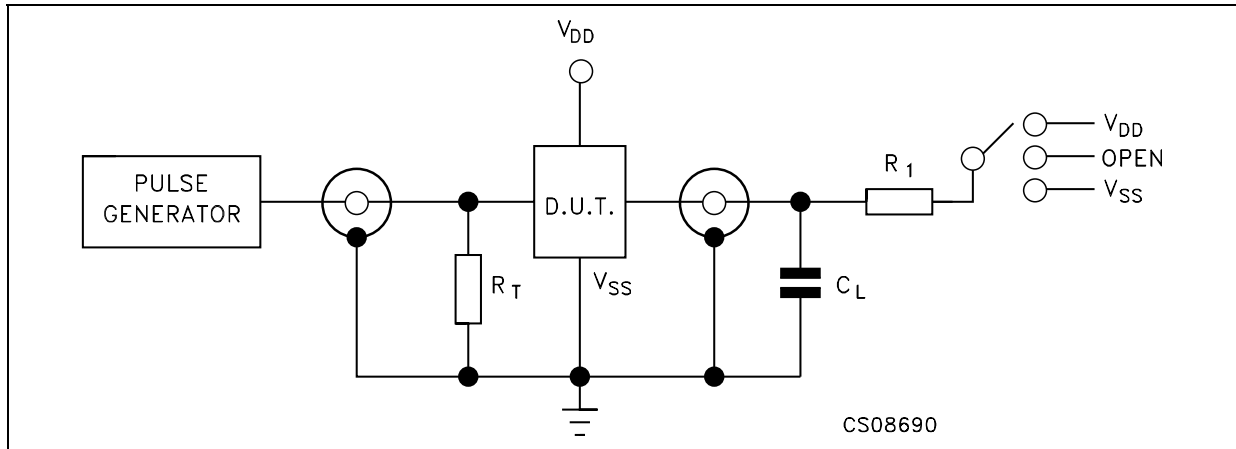 VDD
PULSE
GENERATOR
D.U.T.
R1
VDD
OPEN
VSS
RT
VSS
CL
CS08690